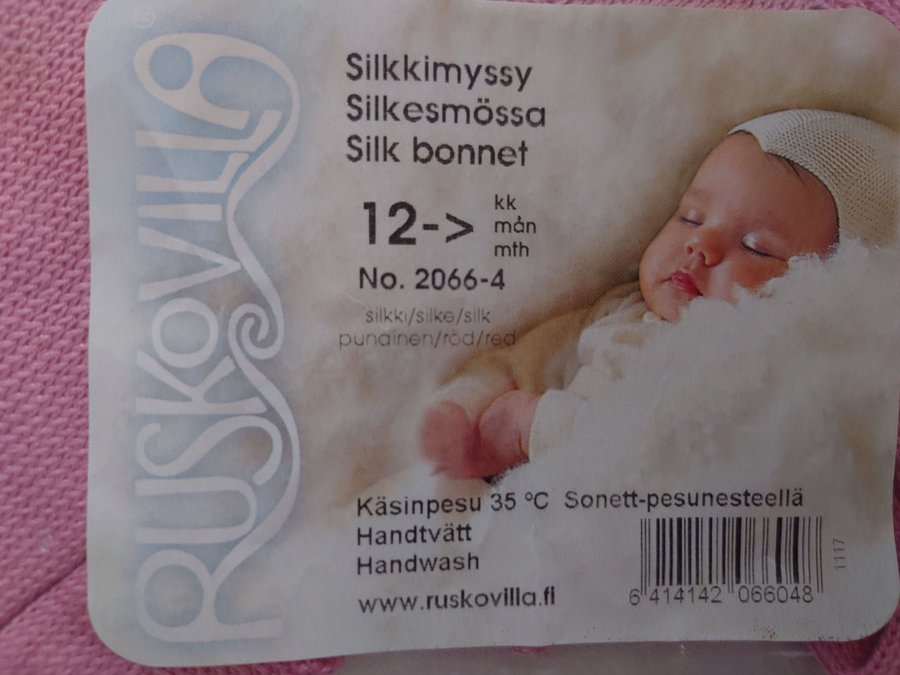 RUSKOVILLA
Silkkimyssy
Silkesmössa
Silk bonnet
12-> kk
mån
mth
No. 2066-4
silkki/silke/silk
punainen/röd/red
Käsinpesu 35 °C Sonett-pesunesteellä
Handtvätt
Handwash
www.ruskovilla.fi
6 414142 066048
1117